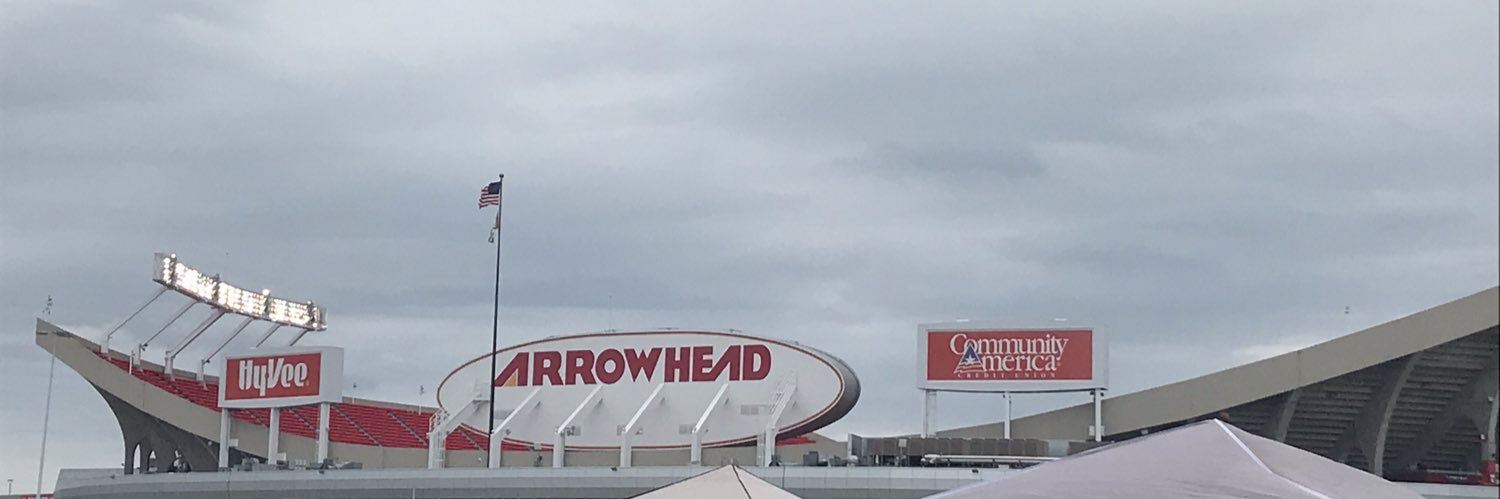 HyVee
ARROWHEAD
Community
America
CREDIT UNION